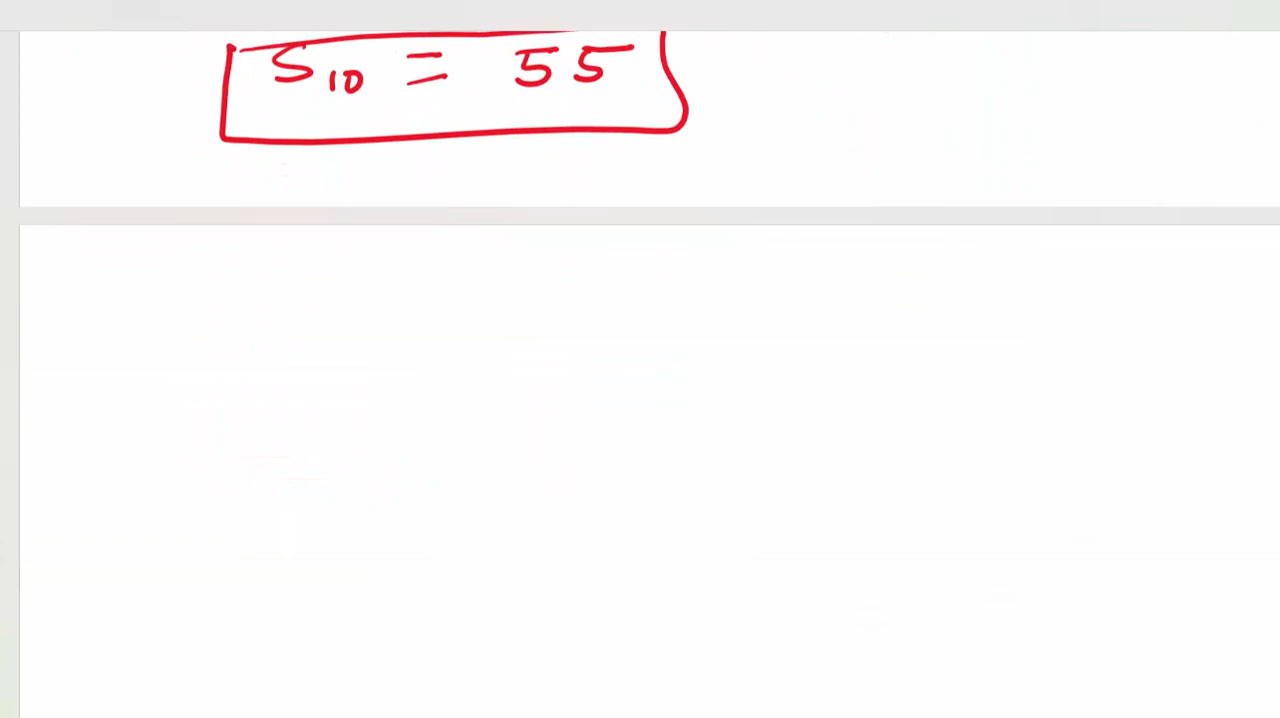 S₁₀ = 55